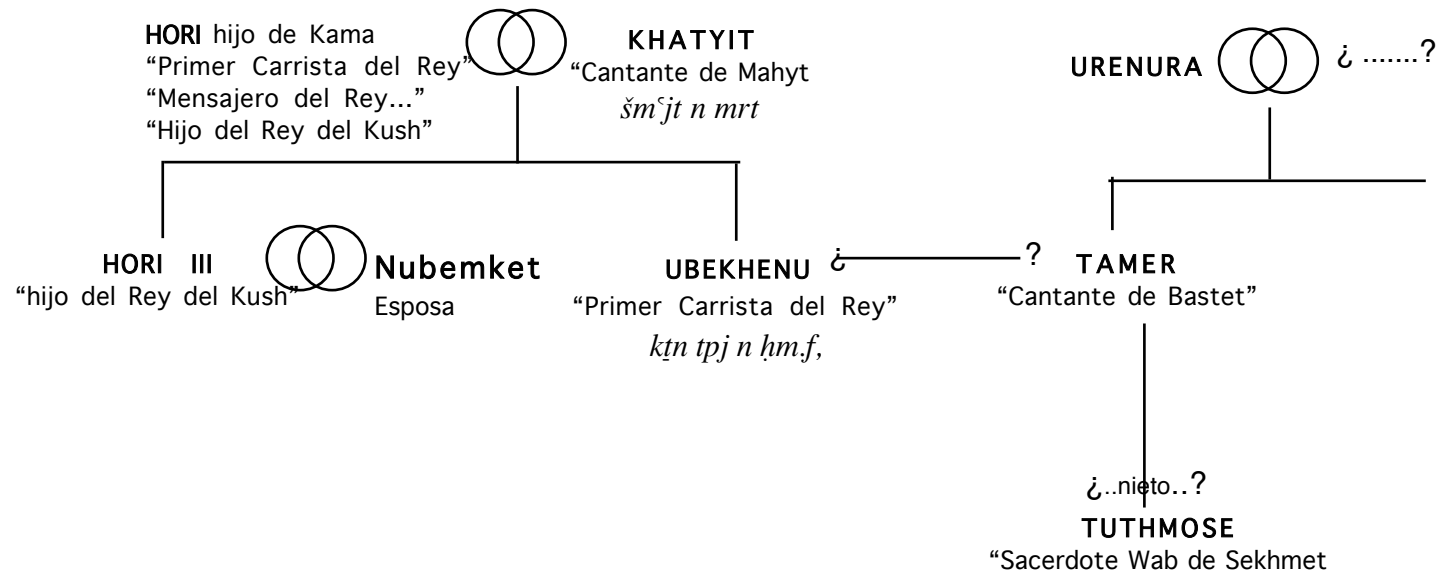 HORI hijo de Kama
“Primer Carrista del Rey”
“Mensajero del Rey...”
“Hijo del Rey del Kush”
KHATYIT
“Cantante de Mahyt
šmˤjt n mrt
URENURA
¿ .......?
HORI III
“hijo del Rey del Kush”
Nubemket
Esposa
UBEKHENU
“Primer Carrista del Rey”
kṯn tpj n ḥm.f,
¿ ?
TAMER
“Cantante de Bastet”
¿..nieto..?
TUTHMOSE
“Sacerdote Wab de Sekhmet